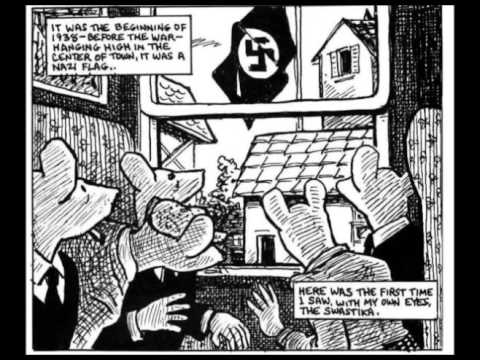 IT WAS THE BEGINNING OF
1938-BEFORE THE WAR-
HANGING HIGH IN THE
CENTER OF TOWN, IT WAS A
NAZI FLAG..
HERE WAS THE FIRST TIME
I SAW, WITH MY OWN EYES,
THE SWASTIKA.